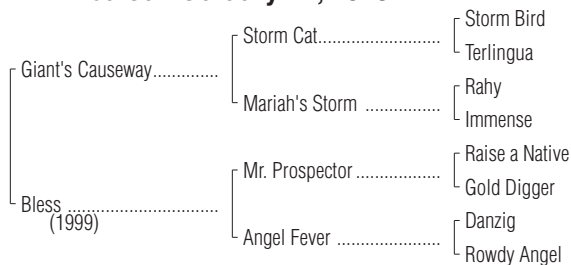 Storm Bird
Storm Cat..............................
Terlingua
Giant's Causeway..............
Rahy
Mariah's Storm ..................
Immense
Raise a Native
Mr. Prospector ....................
Gold Digger
Bless ...................................
(1999)
Danzig
Angel Fever .........................
Rowdy Angel